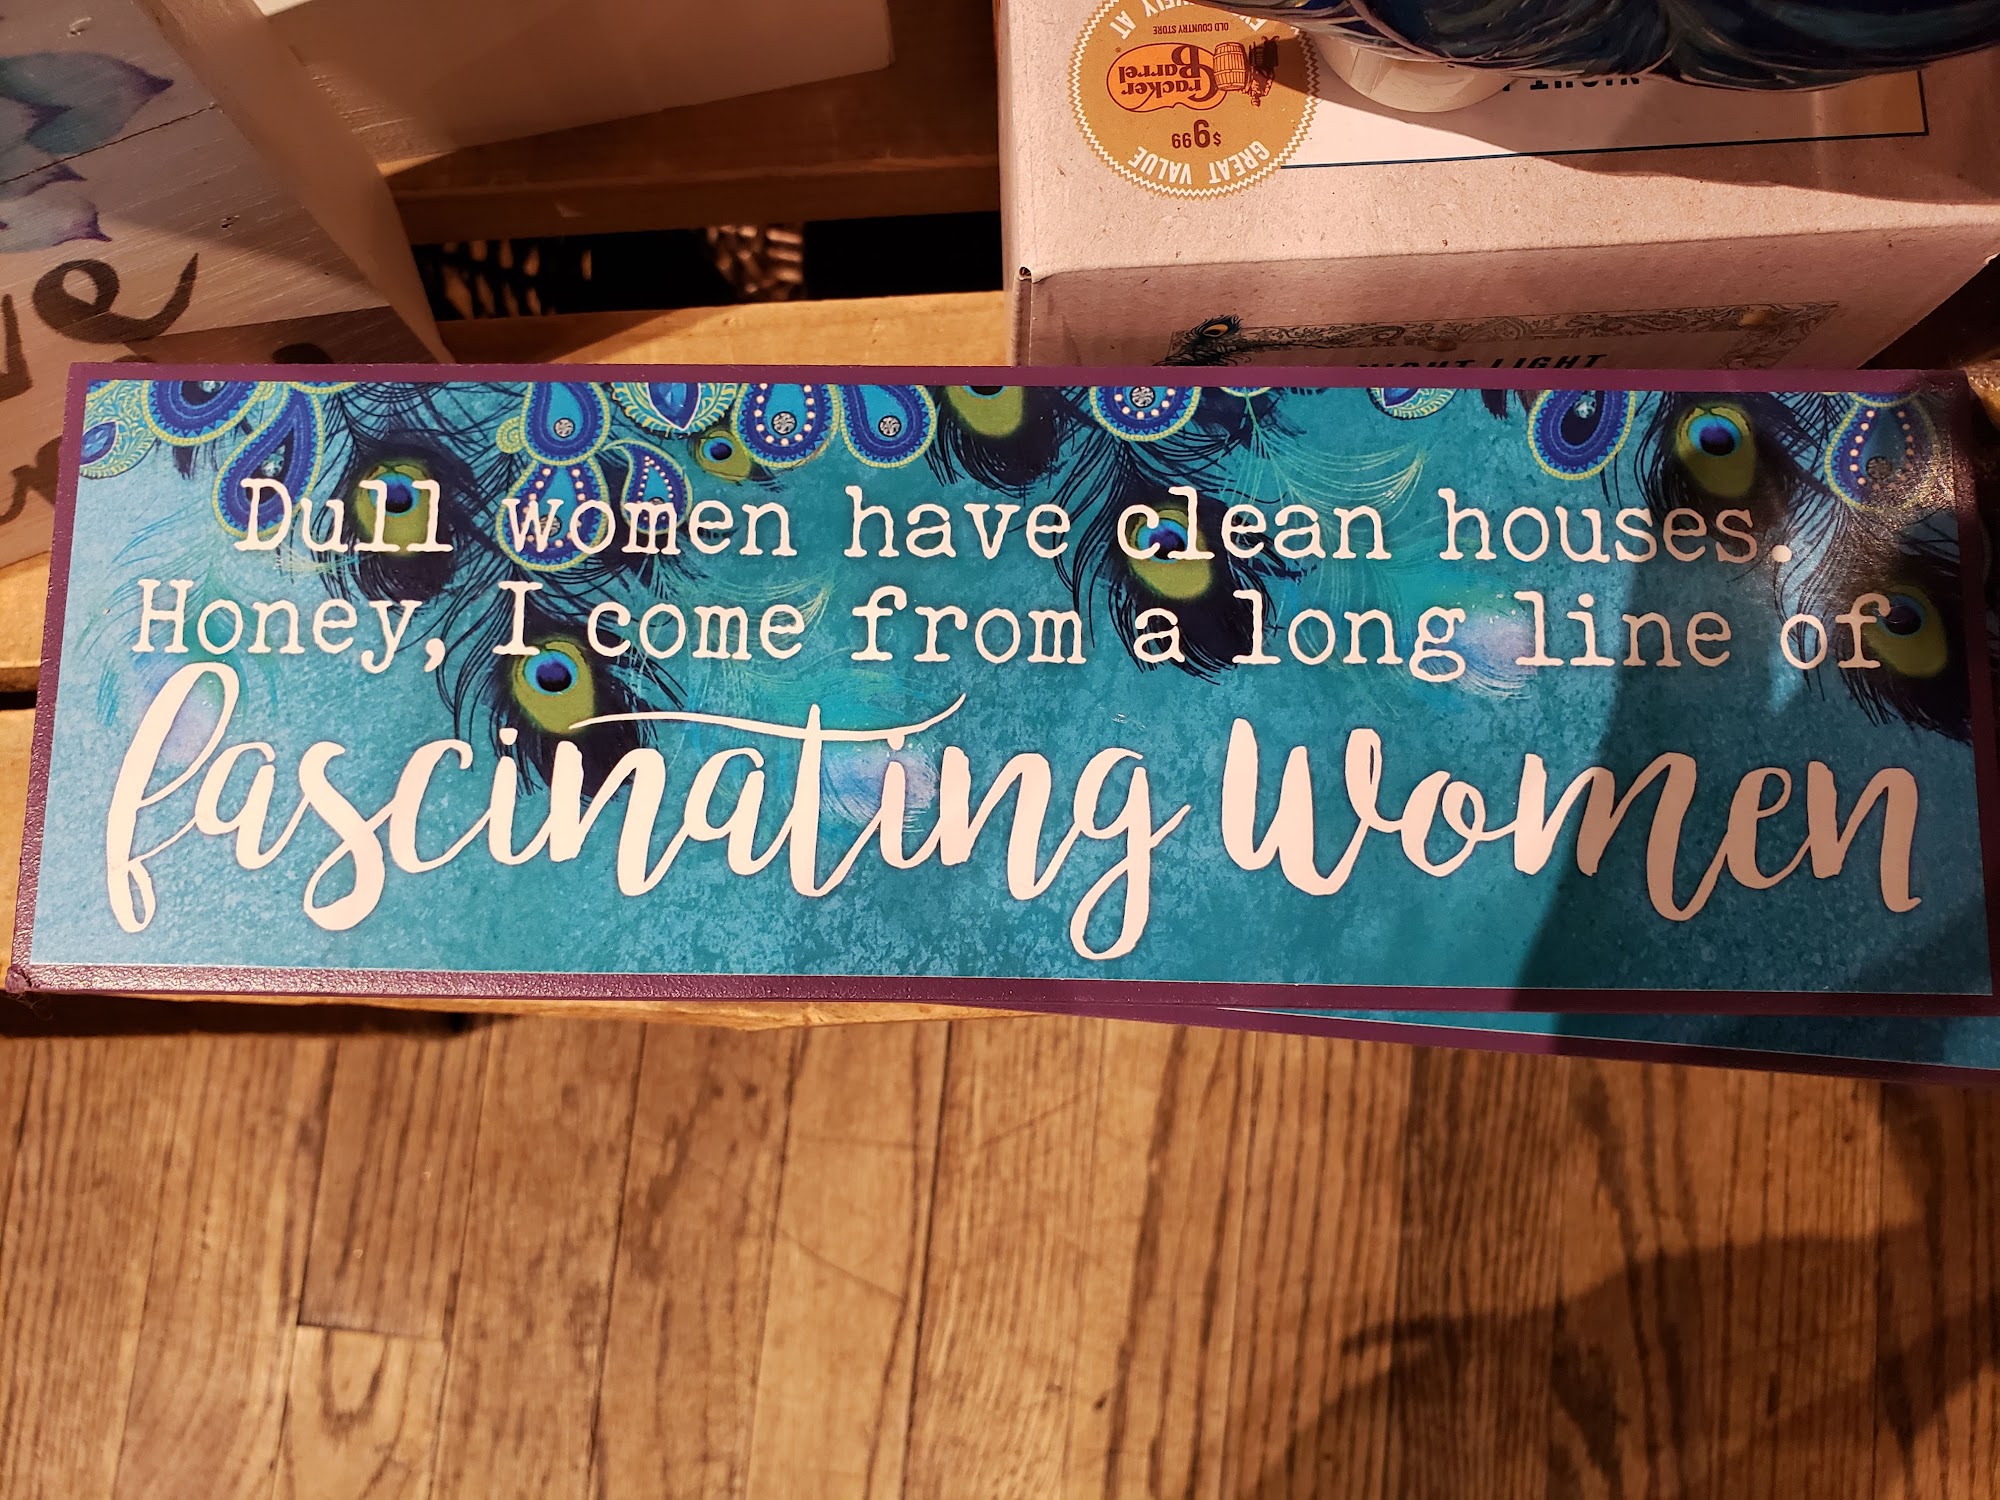 Dull women have clean houses.
Honey, I come from a long line of
fascinating Women
AT
Cracker Barrel
OLD COUNTRY STORE
$9.99
GREAT VALUE
NIGHT LIGHT